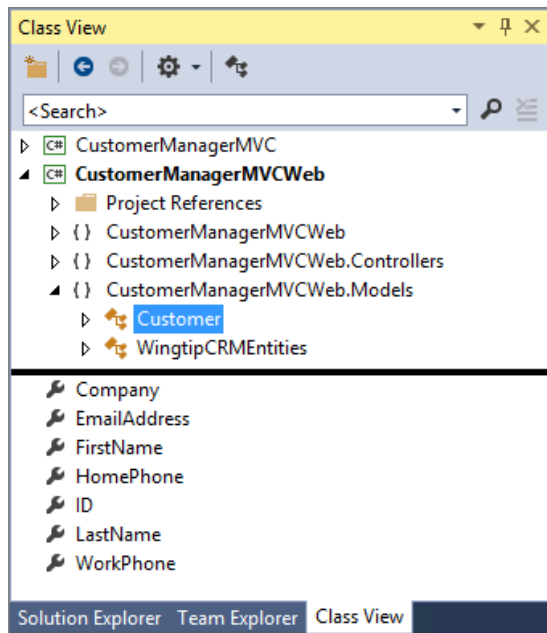 Class View
<Search>
C# CustomerManagerMVC
C# CustomerManagerMVCWeb
Project References
{ } CustomerManagerMVCWeb
{ } CustomerManagerMVCWeb.Controllers
{ } CustomerManagerMVCWeb.Models
Customer
WingtipCRMEntities
Company
EmailAddress
FirstName
HomePhone
ID
LastName
WorkPhone
Solution Explorer Team Explorer Class View